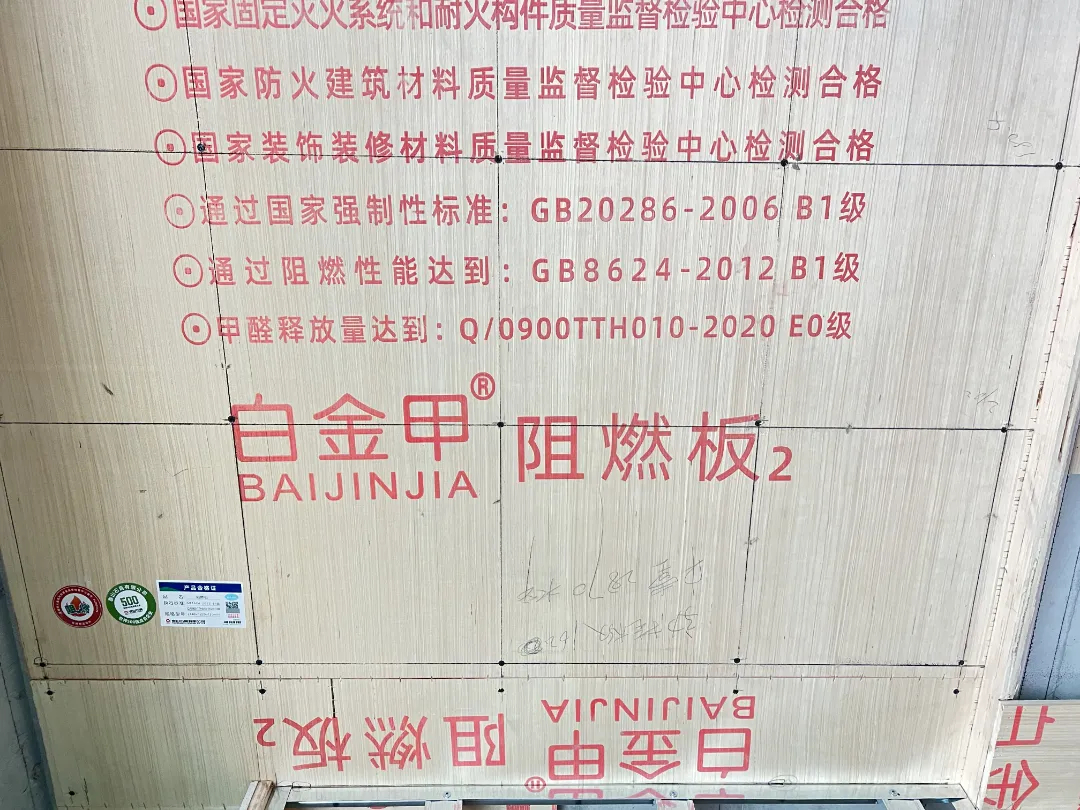 国家固定灭火系统和耐火构件质量监督检验中心检测合格
国家防火建筑材料质量监督检验中心检测合格
国家装饰装修材料质量监督检验中心检测合格
通过国家强制性标准：GB20286-2006 B1级
通过阻燃性能达到：GB8624-2012 B1级
甲醛释放量达到：Q/0900TTH010-2020 E0级
白金甲®
BAIJINJIA
阻燃板2
500
产品合格证
BAIJINJIA
白金甲®
阻燃板2